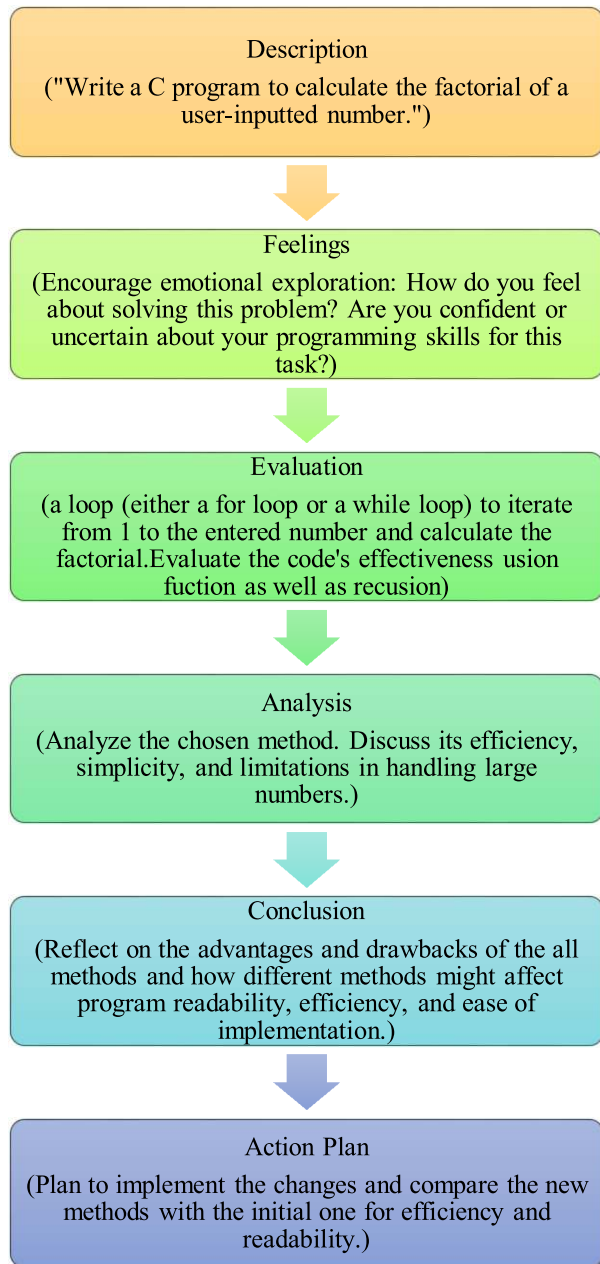 Description
("Write a C program to calculate the factorial of a
user-inputted number.")
Feelings
(Encourage emotional exploration: How do you feel
about solving this problem? Are you confident or
uncertain about your programming skills for this
task?)
Evaluation
(a loop (either a for loop or a while loop) to iterate
from 1 to the entered number and calculate the
factorial.Evaluate the code's effectiveness usion
fuction as well as recusion)
Analysis
(Analyze the chosen method. Discuss its efficiency,
simplicity, and limitations in handling large
numbers.)
Conclusion
(Reflect on the advantages and drawbacks of the all
methods and how different methods might affect
program readability, efficiency, and ease of
implementation.)
Action Plan
(Plan to implement the changes and compare the new
methods with the initial one for efficiency and
readability.)